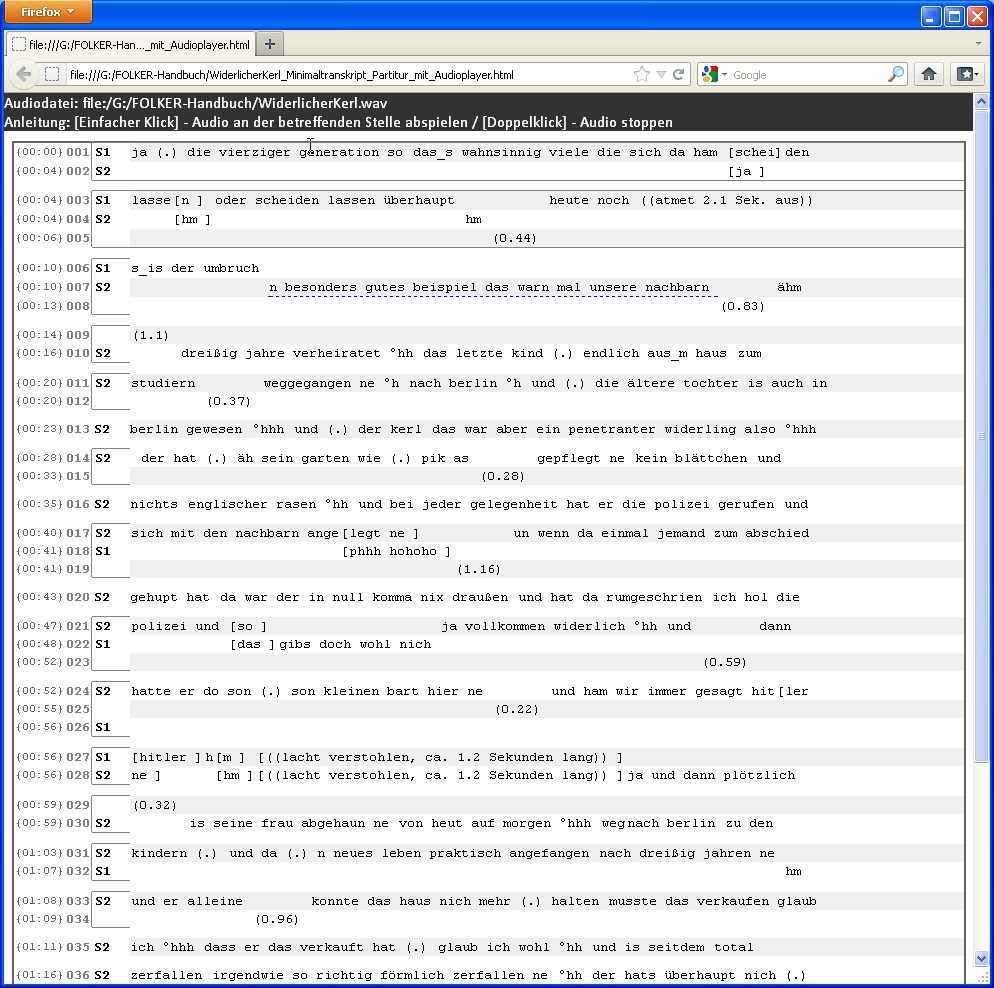 Firefox
file:///G:/FOLKER-Han..._mit_Audioplayer.html
file:///G:/FOLKER-Handbuch/WiderlicherKerl_Minimaltranskript_Partitur_mit_Audioplayer.html
Google
Audiodatei: file:/G:/FOLKER-Handbuch/WiderlicherKerl.wav
Anleitung: [Einfacher Klick] - Audio an der betreffenden Stelle abspielen / [Doppelklick] - Audio stoppen
{00:00} 001 S1 ja (.) die vierziger generation so das_s wahnsinnig viele die sich da ham [schei]den
{00:04} 002 S2 [ja ]
{00:04} 003 S1 lasse[n ] oder scheiden lassen überhaupt heute noch ((atmet 2.1 Sek. aus))
{00:04} 004 S2 [hm ] hm
{00:06} 005 (0.44)
{00:10} 006 S1 s_is der umbruch
{00:10} 007 S2 n besonders gutes beispiel das warn mal unsere nachbarn ähm
{00:13} 008 (0.83)
{00:14} 009 (1.1)
{00:16} 010 S2 dreißig jahre verheiratet °hh das letzte kind (.) endlich aus_m haus zum
{00:20} 011 S2 studiern weggegangen ne °h nach berlin °h und (.) die ältere tochter is auch in
{00:20} 012 (0.37)
{00:23} 013 S2 berlin gewesen °hhh und (.) der kerl das war aber ein penetranter widerling also °hhh
{00:28} 014 S2 der hat (.) äh sein garten wie (.) pik as gepflegt ne kein blättchen und
{00:33} 015 (0.28)
{00:35} 016 S2 nichts englischer rasen °hh und bei jeder gelegenheit hat er die polizei gerufen und
{00:40} 017 S2 sich mit den nachbarn ange[legt ne ] un wenn da einmal jemand zum abschied
{00:41} 018 S1 [phhh hohoho ]
{00:41} 019 (1.16)
{00:43} 020 S2 gehupt hat da war der in null komma nix draußen und hat da rumgeschrien ich hol die
{00:47} 021 S2 polizei und [so ] ja vollkommen widerlich °hh und dann
{00:48} 022 S1 [das ]gibs doch wohl nich
{00:52} 023 (0.59)
{00:52} 024 S2 hatte er do son (.) son kleinen bart hier ne und ham wir immer gesagt hit[ler
{00:55} 025 (0.22)
{00:56} 026 S1
{00:56} 027 S1 [hitler ]h[m ] [((lacht verstohlen, ca. 1.2 Sekunden lang)) ]
{00:56} 028 S2 ne ] [hm ][((lacht verstohlen, ca. 1.2 Sekunden lang)) ]ja und dann plötzlich
{00:59} 029 (0.32)
{00:59} 030 S2 is seine frau abgehaun ne von heut auf morgen °hhh weg nach berlin zu den
{01:03} 031 S2 kindern (.) und da (.) n neues leben praktisch angefangen nach dreißig jahren ne
{01:07} 032 S1 hm
{01:08} 033 S2 und er alleine konnte das haus nich mehr (.) halten musste das verkaufen glaub
{01:09} 034 (0.96)
{01:11} 035 S2 ich °hhh dass er das verkauft hat (.) glaub ich wohl °hh und is seitdem total
{01:16} 036 S2 zerfallen irgendwie so richtig förmlich zerfallen ne °hh der hats überhaupt nich (.)